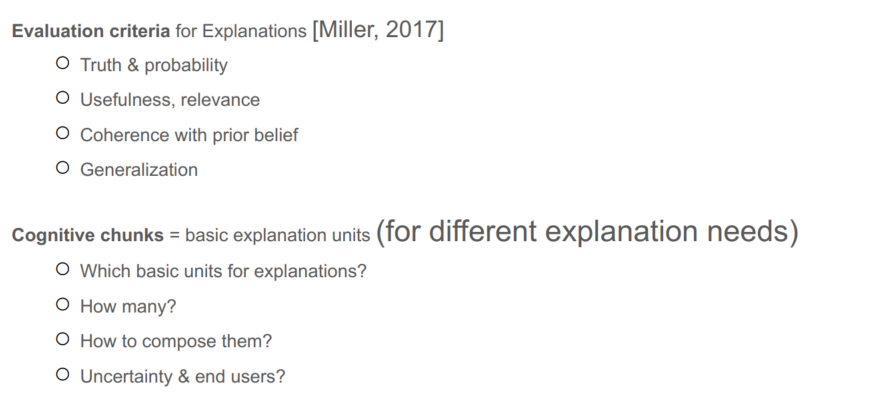 Evaluation criteria for Explanations [Miller, 2017]
Truth & probability
Usefulness, relevance
Coherence with prior belief
Generalization
Cognitive chunks = basic explanation units (for different explanation needs)
Which basic units for explanations?
How many?
How to compose them?
Uncertainty & end users?